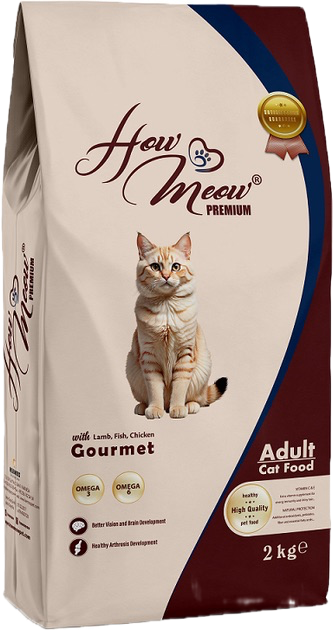 How
Meow®
PREMIUM
How Meow®
PREMIUM
with Lamb, Fish, Chicken
Gourmet
OMEGA
3
OMEGA
6
Better Vision and Brain Development
Healthy Arthrosis Development
Adult
Cat Food
healthy
High Quality
pet food
VITAMIN C & E
NATURAL PROTECTION
2 kg℮